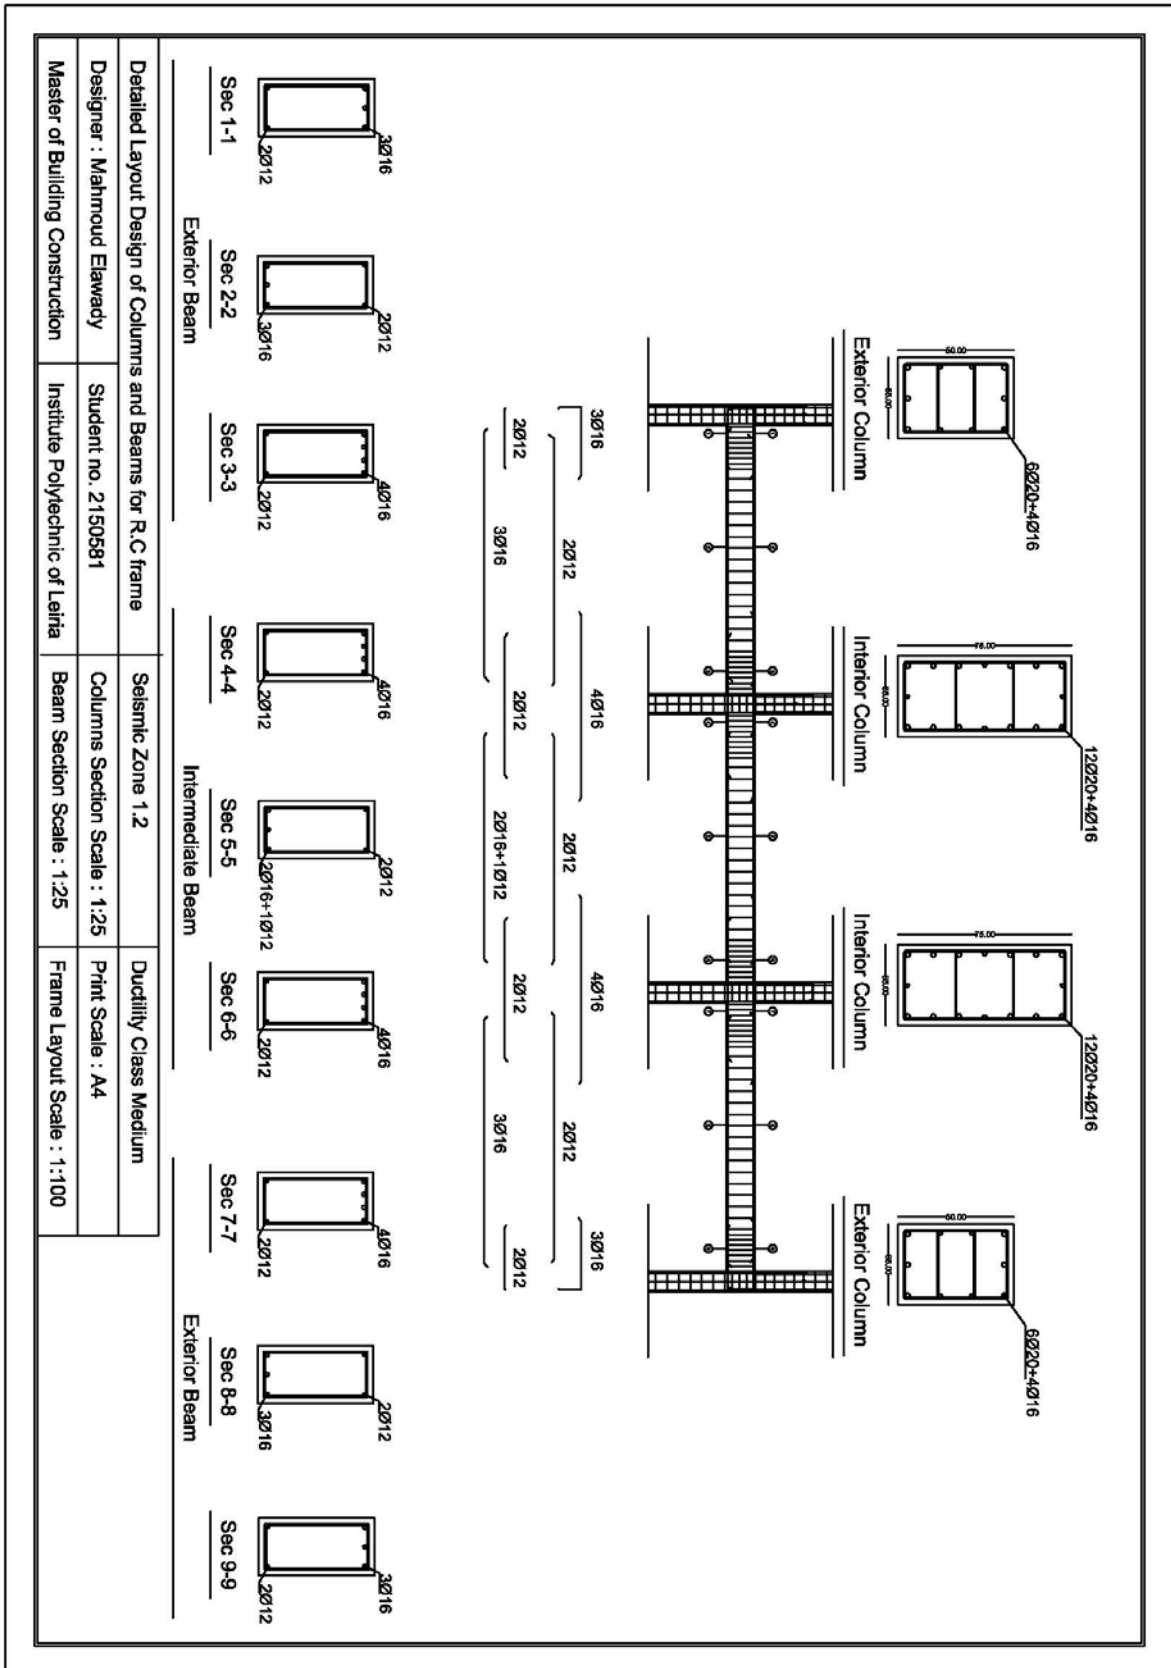 6Ø20+4Ø16
12Ø20+4Ø16
12Ø20+4Ø16
6Ø20+4Ø16
75.00
75.00
Exterior Column
Interior Column
Interior Column
Exterior Column
3Ø16
4Ø16
4Ø16
3Ø16
2Ø12
2Ø12
2Ø12
2Ø12
2Ø12
2Ø12
2Ø12
3Ø16
2Ø16+1Ø12
3Ø16
3Ø16
2Ø12
4Ø16
4Ø16
2Ø12
4Ø16
4Ø16
2Ø12
3Ø16
2Ø12
3Ø16
2Ø12
2Ø12
2Ø16+1Ø12
2Ø12
2Ø12
3Ø16
2Ø12
Sec 1-1
Sec 2-2
Sec 3-3
Sec 4-4
Sec 5-5
Sec 6-6
Sec 7-7
Sec 8-8
Sec 9-9
Exterior Beam
Intermediate Beam
Exterior Beam
Detailed Layout Design of Columns and Beams for R.C frame
Seismic Zone 1.2
Ductility Class Medium
Designer : Mahmoud Elawady
Student no. 2150581
Columns Section Scale : 1:25
Print Scale : A4
Master of Building Construction
Institute Polytechnic of Leiria
Beam Section Scale : 1:25
Frame Layout Scale : 1:100